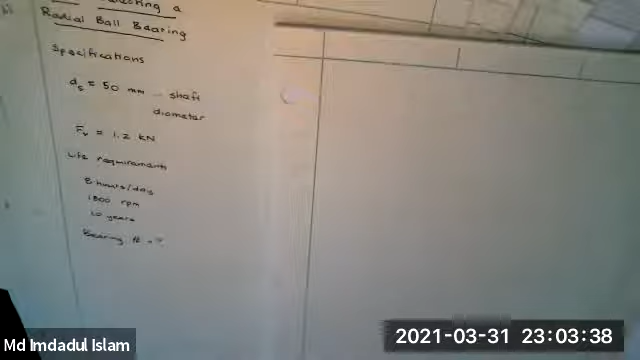 a
Radial Ball Bearing
Specifications
ds = 50 mm - shaft
diameter
Fr = 1.2 kN
Life requirements
8 hours/day
1800 rpm
10 years
Bearing # = ?
Md Imdadul Islam
2021-03-31 23:03:38